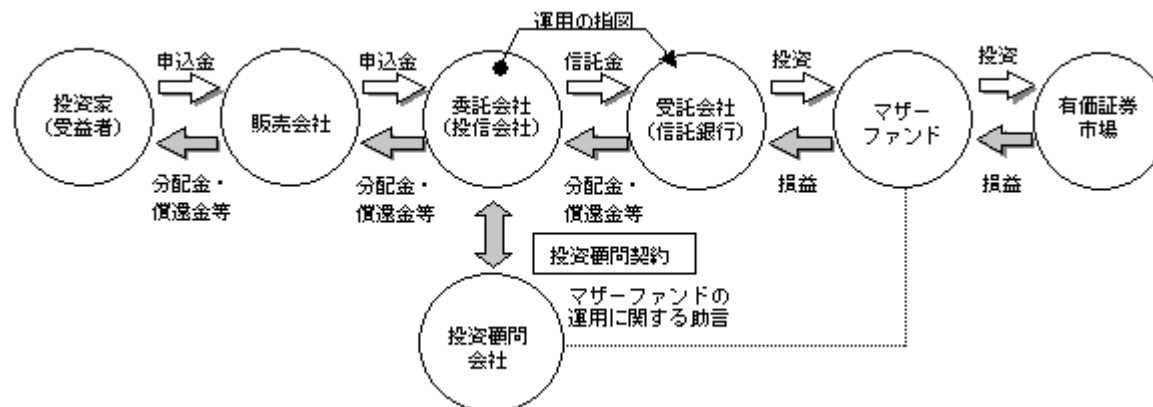 運用の指図
申込金
申込金
信託金
投資
投資
投資家
(受益者)
販売会社
委託会社
(投信会社)
受託会社
(信託銀行)
マザー
ファンド
有価証券
市場
分配金・
償還金等
分配金・
償還金等
分配金・
償還金等
損益
損益
投資顧問契約
マザーファンドの
運用に関する助言
投資顧問
会社